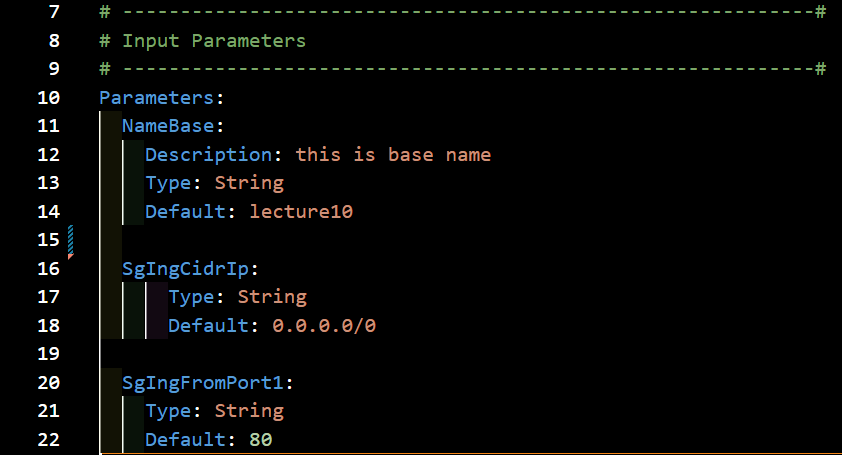 7 # ------------------------------------------------------------#
8 # Input Parameters
9 # ------------------------------------------------------------#
10 Parameters:
11   NameBase:
12     Description: this is base name
13     Type: String
14     Default: lecture10
15
16   SgIngCidrIp:
17       Type: String
18       Default: 0.0.0.0/0
19
20   SgIngFromPort1:
21     Type: String
22     Default: 80